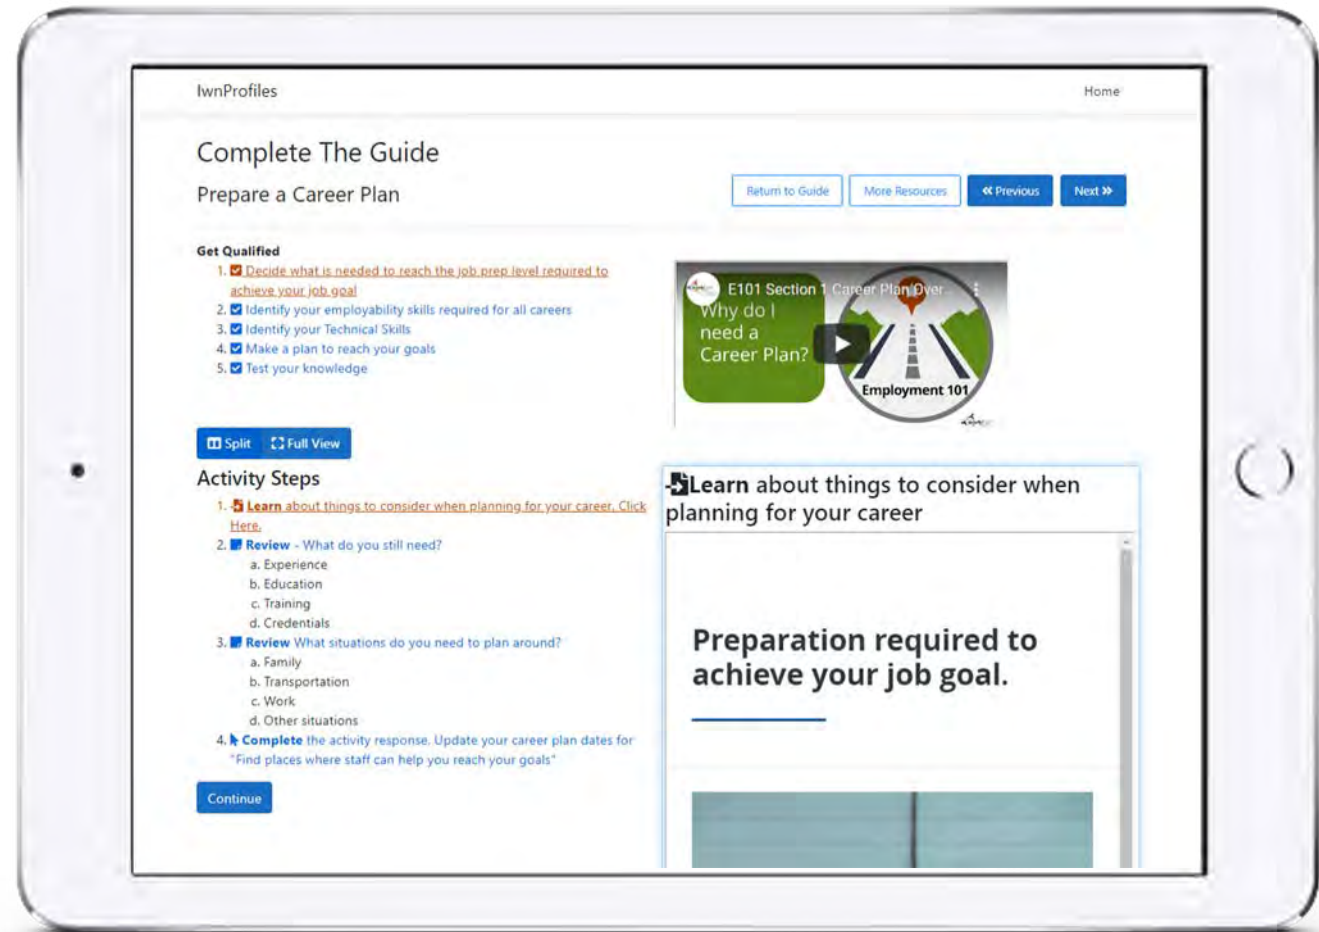 IwnProfiles
Home
Complete The Guide
Prepare a Career Plan
Return to Guide
More Resources
Previous
Next
Get Qualified
1. Decide what is needed to reach the job prep level required to
achieve your job goal
2. Identify your employability skills required for all careers
3. Identify your Technical Skills
4. Make a plan to reach your goals
5. Test your knowledge
E101 Section 1 Career Plan Over...
Why do I
need a
Career Plan?
Employment 101
Split
Full View
Activity Steps
1. Learn about things to consider when planning for your career, Click
Here.
2. Review - What do you still need?
a. Experience
b. Education
c. Training
d. Credentials
3. Review What situations do you need to plan around?
a. Family
b. Transportation
c. Work
d. Other situations
4. Complete the activity response. Update your career plan dates for
"Find places where staff can help you reach your goals"
Continue
Learn about things to consider when
planning for your career
Preparation required to
achieve your job goal.